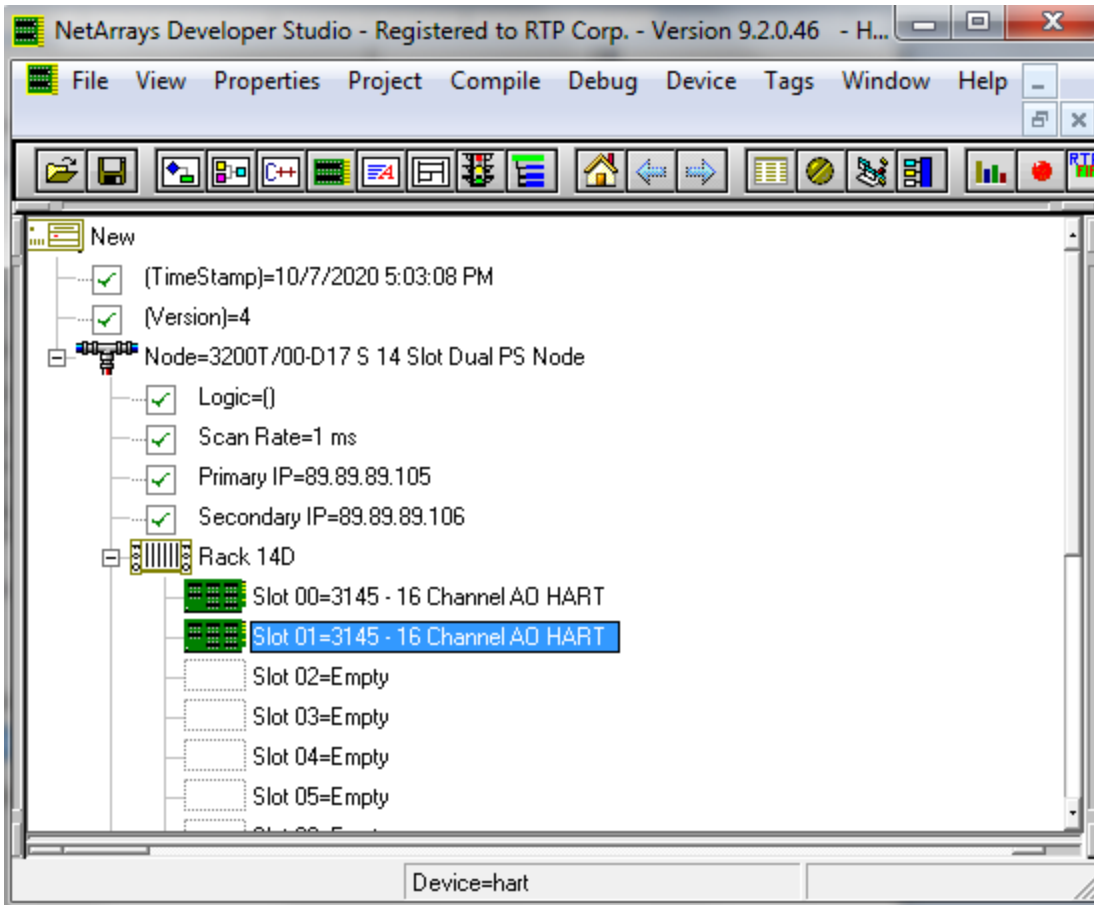 NetArrays Developer Studio - Registered to RTP Corp. - Version 9.2.0.46 - H...
File View Properties Project Compile Debug Device Tags Window Help
C++
New
(TimeStamp)=10/7/2020 5:03:08 PM
(Version)=4
Node=3200T/00-D17 S 14 Slot Dual PS Node
Logic=()
Scan Rate=1 ms
Primary IP=89.89.89.105
Secondary IP=89.89.89.106
Rack 14D
Slot 00=3145 - 16 Channel AO HART
Slot 01=3145 - 16 Channel AO HART
Slot 02=Empty
Slot 03=Empty
Slot 04=Empty
Slot 05=Empty
Device=hart